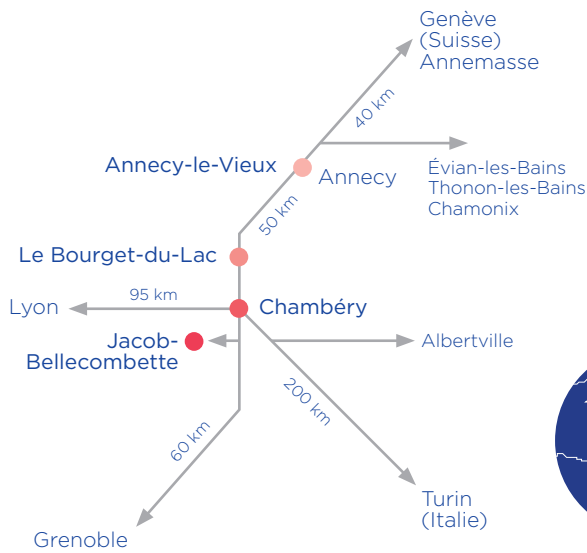 Genève
(Suisse)
Annemasse
40 km
Annecy-le-Vieux
Annecy
Évian-les-Bains
Thonon-les-Bains
Chamonix
50 km
Le Bourget-du-Lac
95 km
Lyon
Chambéry
Jacob-
Bellecombette
Albertville
200 km
60 km
Turin
(Italie)
Grenoble